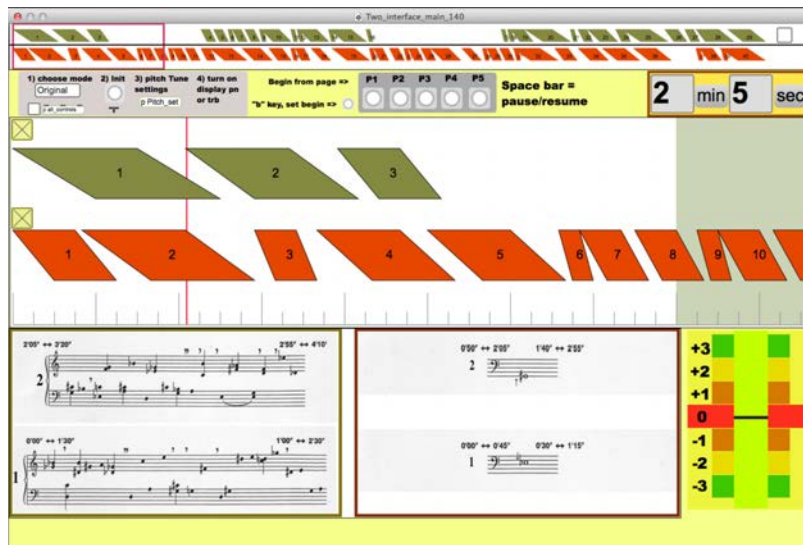 Two_interface_main_140
1) choose mode
Original
p all_controls
2) Init
3) pitch Tune
settings
p Pitch_set
4) turn on
display pn
or trb
Begin from page =>
"b" key, set begin =>
P1 P2 P3 P4 P5
Space bar =
pause/resume
2 min 5 sec
1 2 3
1 2 3 4 5 6 7 8 9 10
2'05" ↔ 2'30" 2'55" ↔ 4'10'
2
0'00" ↔ 1'30" 1'00" ↔ 2'30"
1
0'50" ↔ 2'05" 1'40" ↔ 2'55"
2
0'00" ↔ 0'45" 0'30" ↔ 1'15"
1
+3
+2
+1
0
-1
-2
-3